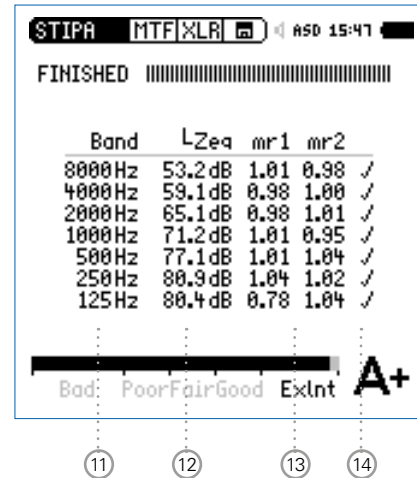 STIPA MTF XLR ASD 15:47
FINISHED
Band LZeq mr1 mr2
8000Hz 53.2dB 1.01 0.98 ✓
4000Hz 59.1dB 0.98 1.00 ✓
2000Hz 65.1dB 0.98 1.01 ✓
1000Hz 71.2dB 1.01 0.95 ✓
500Hz 77.1dB 1.01 1.04 ✓
250Hz 80.9dB 1.04 1.02 ✓
125Hz 80.4dB 0.78 1.04 ✓
Bad PoorFairGood Exlnt A+
11 12 13 14